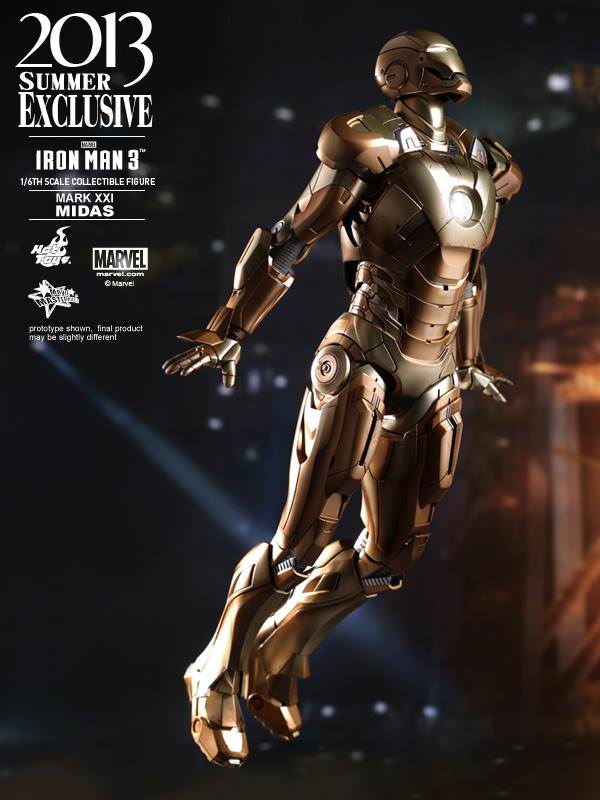 2013
SUMMER
EXCLUSIVE
MARVEL
IRON MAN 3™
1/6TH SCALE COLLECTIBLE FIGURE
MARK XXI
MIDAS
HOT TOYS®
MARVEL
marvel.com
© Marvel
MOVIE
MASTERPIECE
prototype shown, final product
may be slightly different